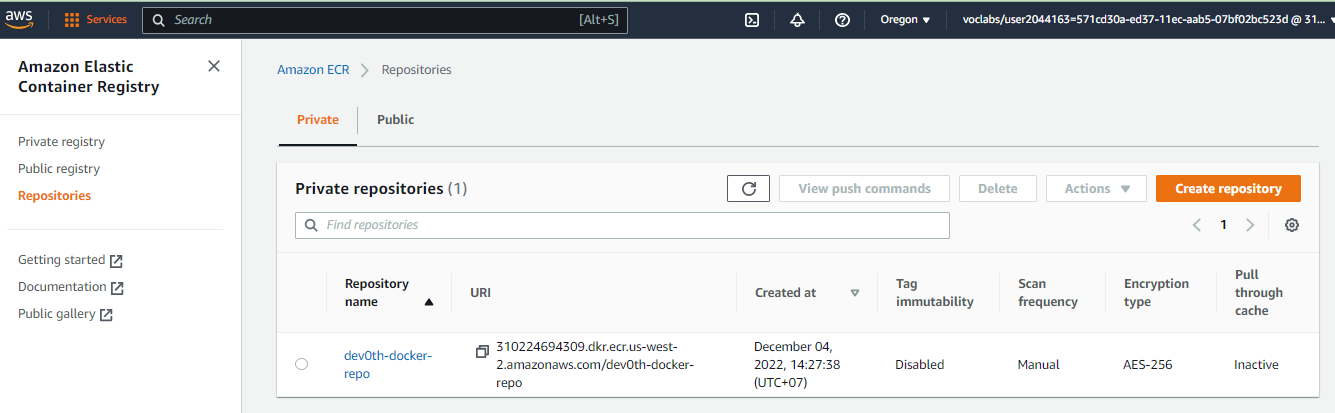 aws
Services
Search
[Alt+S]
Oregon
voclabs/user2044163=571cd30a-ed37-11ec-aab5-07bf02bc523d @ 31...
Amazon Elastic
Container Registry
Private registry
Public registry
Repositories
Getting started
Documentation
Public gallery
Amazon ECR
Repositories
Private
Public
Private repositories (1)
View push commands
Delete
Actions
Create repository
Find repositories
1
Repository
name
URI
Created at
Tag
immutability
Scan
frequency
Encryption
type
Pull
through
cache
dev0th-docker-
repo
310224694309.dkr.ecr.us-west-
2.amazonaws.com/dev0th-docker-
repo
December 04,
2022, 14:27:38
(UTC+07)
Disabled
Manual
AES-256
Inactive